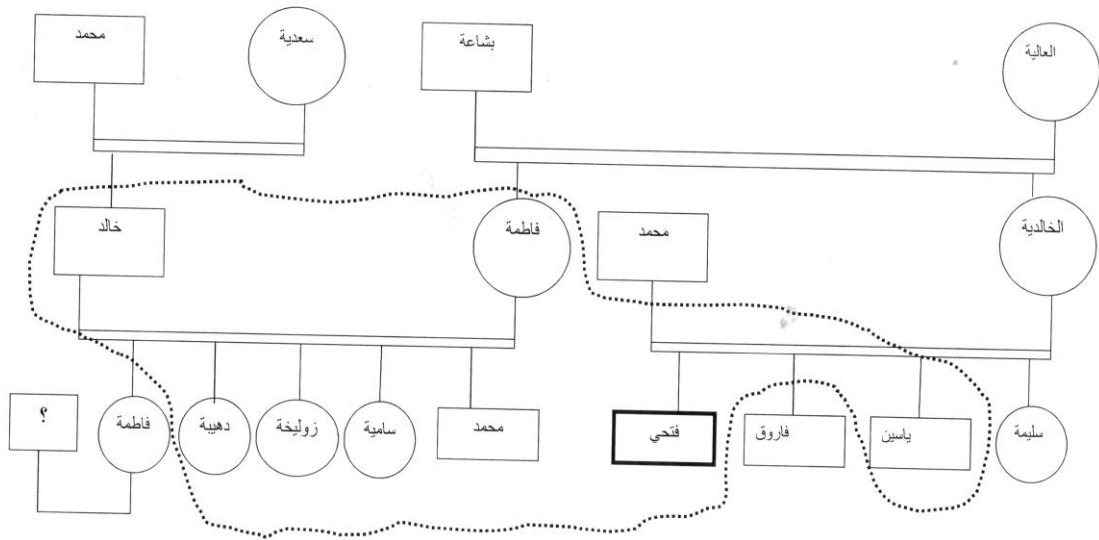 محمد
سعدية
بشاعة
العالية
خالد
فاطمة
محمد
الخالدية
؟
فاطمة
دهيبة
زوليخة
سامية
محمد
فتحي
فاروق
ياسين
سليمة